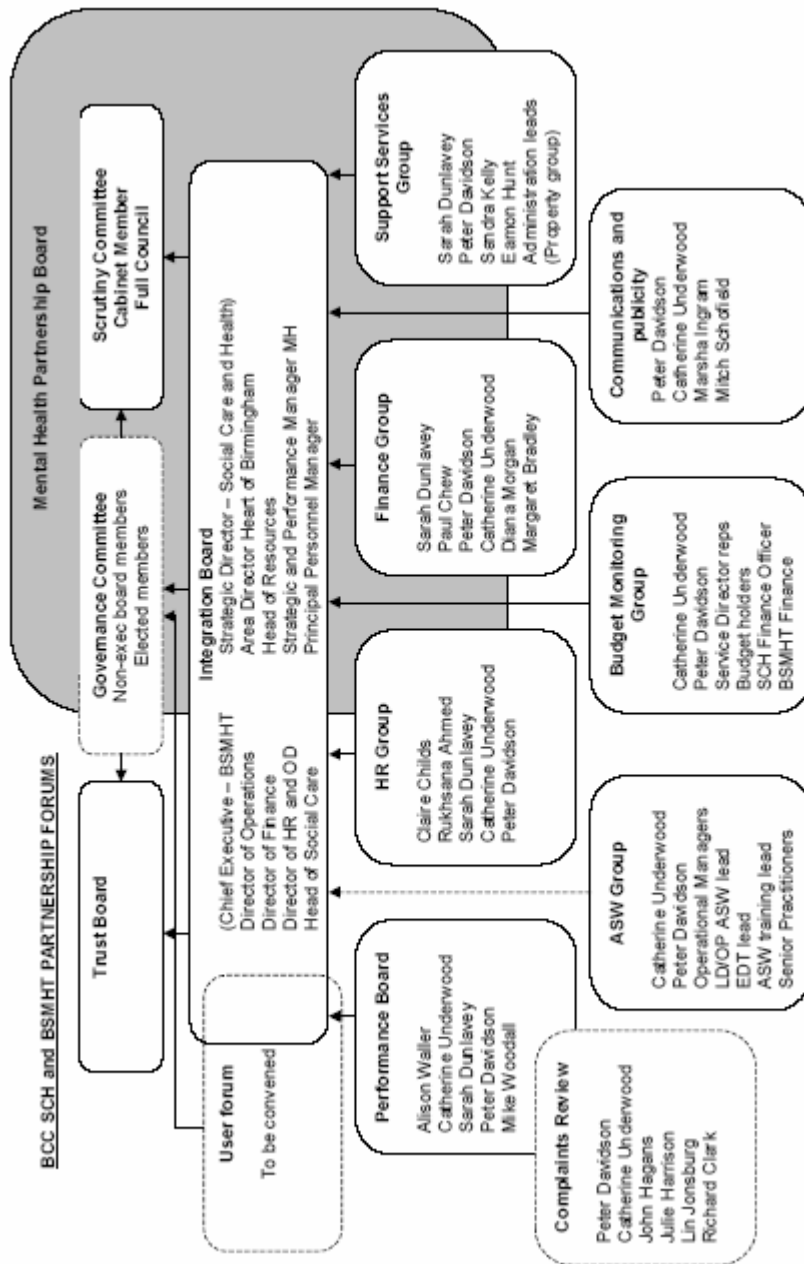 BCC SCH and BSMHT PARTNERSHIP FORUMS
Mental Health Partnership Board
Trust Board
Governance Committee
Non-exec board members
Elected members
Scrutiny Committee
Cabinet Member
Full Council
User forum
To be convened
Integration Board
(Chief Executive – BSMHT
Director of Operations
Director of Finance
Director of HR and OD
Head of Social Care
Strategic Director – Social Care and Health)
Area Director Heart of Birmingham
Head of Resources
Strategic and Performance Manager MH
Principal Personnel Manager
Performance Board
Alison Waller
Catherine Underwood
Sarah Dunlavey
Peter Davidson
Mike Woodall
HR Group
Claire Childs
Rukhsana Ahmed
Sarah Dunlavey
Catherine Underwood
Peter Davidson
Finance Group
Sarah Dunlavey
Paul Chew
Peter Davidson
Catherine Underwood
Diana Morgan
Margaret Bradley
Support Services
Group
Sarah Dunlavey
Peter Davidson
Sandra Kelly
Eamon Hunt
Administration leads
(Property group)
Complaints Review
Peter Davidson
Catherine Underwood
John Hagans
Julie Harrison
Lin Jonsburg
Richard Clark
ASW Group
Catherine Underwood
Peter Davidson
Operational Managers
LD/OP ASW lead
EDT lead
ASW training lead
Senior Practitioners
Budget Monitoring
Group
Catherine Underwood
Peter Davidson
Service Director reps
Budget holders
SCH Finance Officer
BSMHT Finance
Communications and
publicity
Peter Davidson
Catherine Underwood
Marsha Ingram
Mitch Schofield